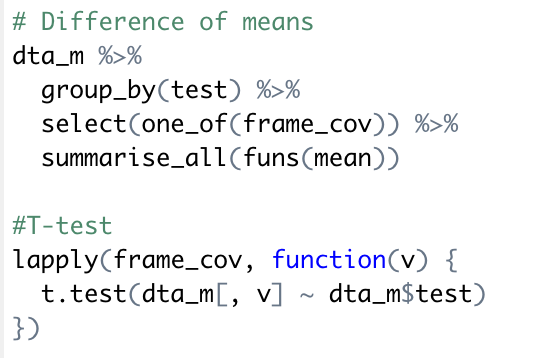 # Difference of means
dta_m %>%
  group_by(test) %>%
  select(one_of(frame_cov)) %>%
  summarise_all(funs(mean))

#T-test
lapply(frame_cov, function(v) {
  t.test(dta_m[, v] ~ dta_m$test)
})